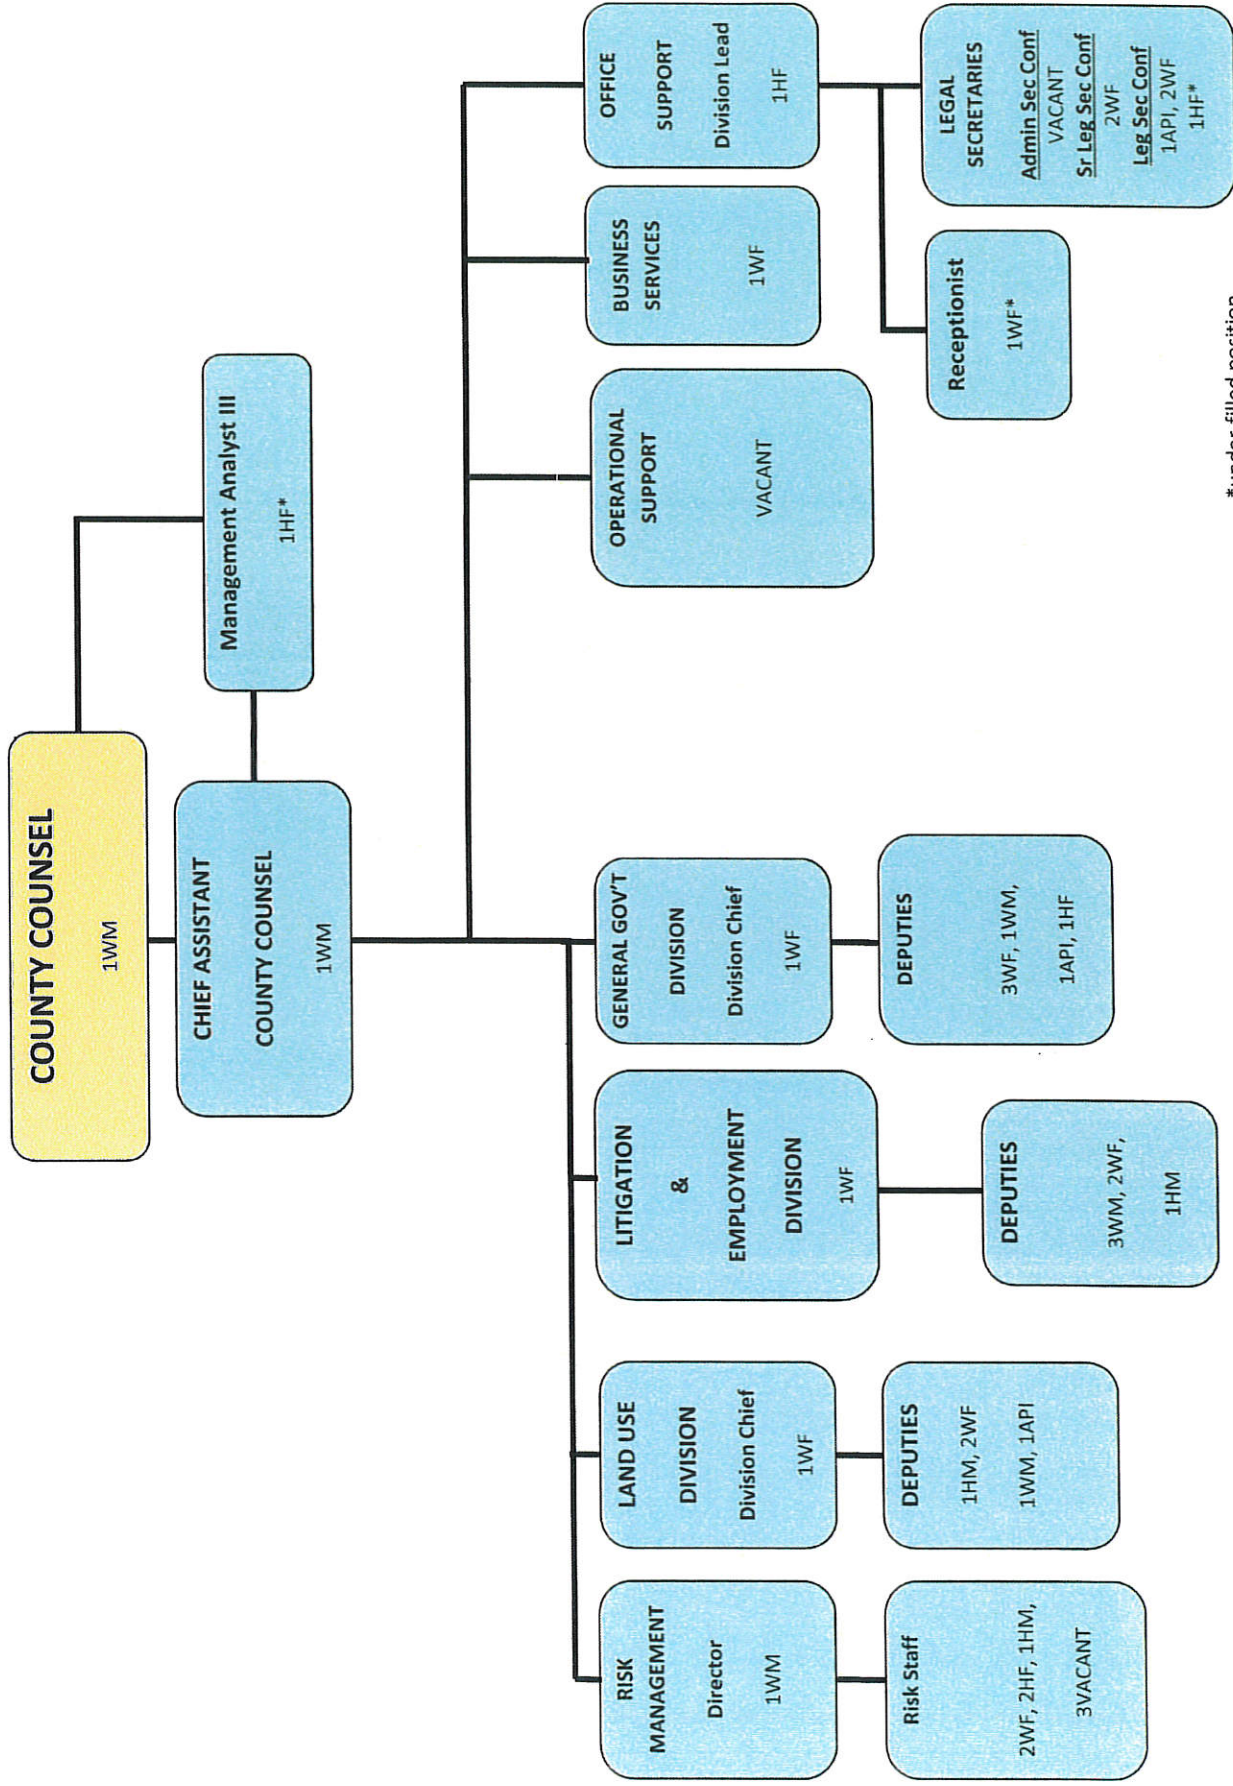 COUNTY COUNSEL
1WM
CHIEF ASSISTANT
COUNTY COUNSEL
1WM
Management Analyst III
1HF*
RISK
MANAGEMENT
Director
1WM
Risk Staff
2WF, 2HF, 1HM,
3VACANT
LAND USE
DIVISION
Division Chief
1WF
DEPUTIES
1HM, 2WF
1WM, 1API
LITIGATION
&
EMPLOYMENT
DIVISION
1WF
DEPUTIES
3WM, 2WF,
1HM
GENERAL GOV'T
DIVISION
Division Chief
1WF
DEPUTIES
3WF, 1WM,
1API, 1HF
OPERATIONAL
SUPPORT
VACANT
BUSINESS
SERVICES
1WF
OFFICE
SUPPORT
Division Lead
1HF
Receptionist
1WF*
LEGAL
SECRETARIES
Admin Sec Conf
VACANT
Sr Leg Sec Conf
2WF
Leg Sec Conf
1API, 2WF
1HF*
*under-filled position